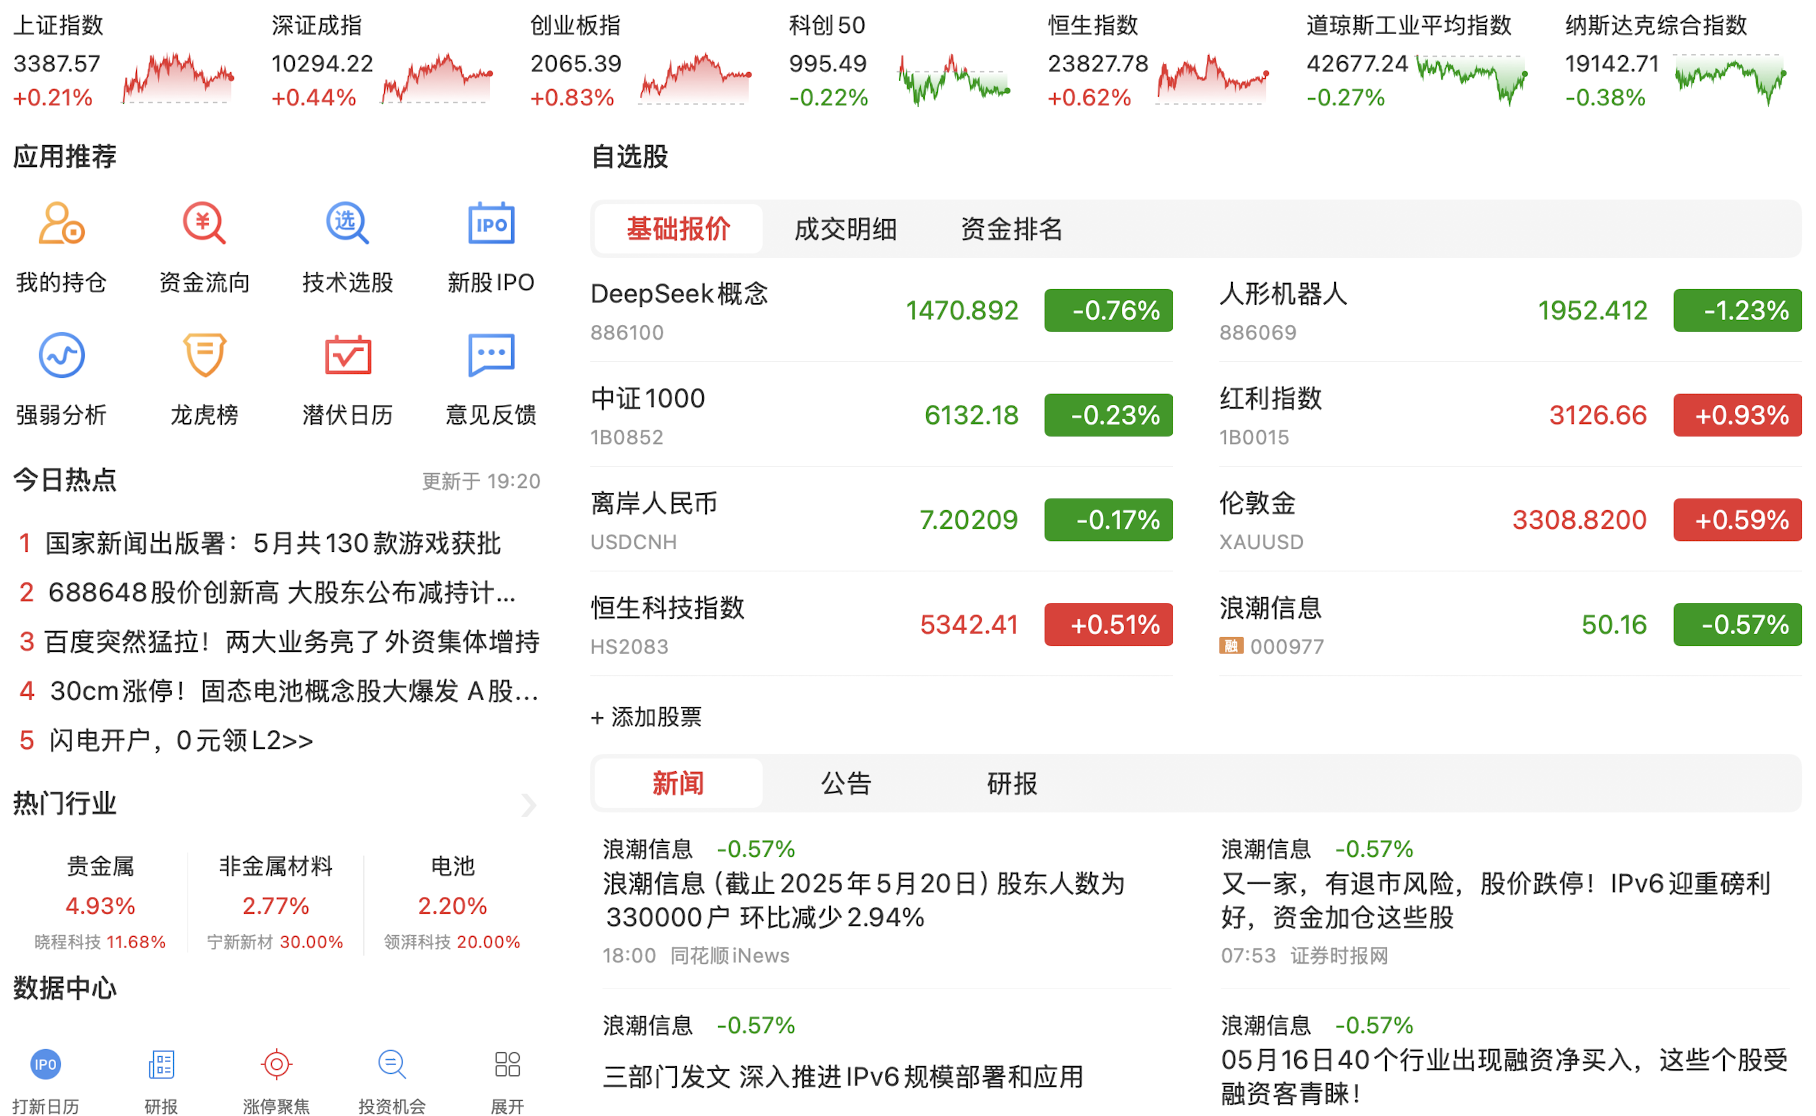 上证指数
3387.57
+0.21%
深证成指
10294.22
+0.44%
创业板指
2065.39
+0.83%
科创50
995.49
-0.22%
恒生指数
23827.78
+0.62%
道琼斯工业平均指数
42677.24
-0.27%
纳斯达克综合指数
19142.71
-0.38%
应用推荐
我的持仓
资金流向
选
技术选股
IPO
新股IPO
强弱分析
龙虎榜
潜伏日历
意见反馈
今日热点
更新于 19:20
1 国家新闻出版署：5月共130款游戏获批
2 688648股价创新高 大股东公布减持计...
3 百度突然猛拉！两大业务亮了 外资集体增持
4 30cm涨停！固态电池概念股大爆发 A股...
5 闪电开户，0元领L2>>
热门行业
贵金属
4.93%
晓程科技 11.68%
非金属材料
2.77%
宁新新材 30.00%
电池
2.20%
领湃科技 20.00%
数据中心
IPO
打新日历
研报
涨停聚焦
投资机会
展开
自选股
基础报价 成交明细 资金排名
DeepSeek概念 1470.892 -0.76%
886100
人形机器人 1952.412 -1.23%
886069
中证1000 6132.18 -0.23%
1B0852
红利指数 3126.66 +0.93%
1B0015
离岸人民币 7.20209 -0.17%
USDCNH
伦敦金 3308.8200 +0.59%
XAUUSD
恒生科技指数 5342.41 +0.51%
HS2083
浪潮信息 50.16 -0.57%
融 000977
+ 添加股票
新闻 公告 研报
浪潮信息 -0.57%
浪潮信息（截止2025年5月20日）股东人数为
330000户 环比减少2.94%
18:00 同花顺iNews
浪潮信息 -0.57%
又一家，有退市风险，股价跌停！IPv6迎重磅利
好，资金加仓这些股
07:53 证券时报网
浪潮信息 -0.57%
三部门发文 深入推进IPv6规模部署和应用
浪潮信息 -0.57%
05月16日40个行业出现融资净买入，这些个股受
融资客青睐！